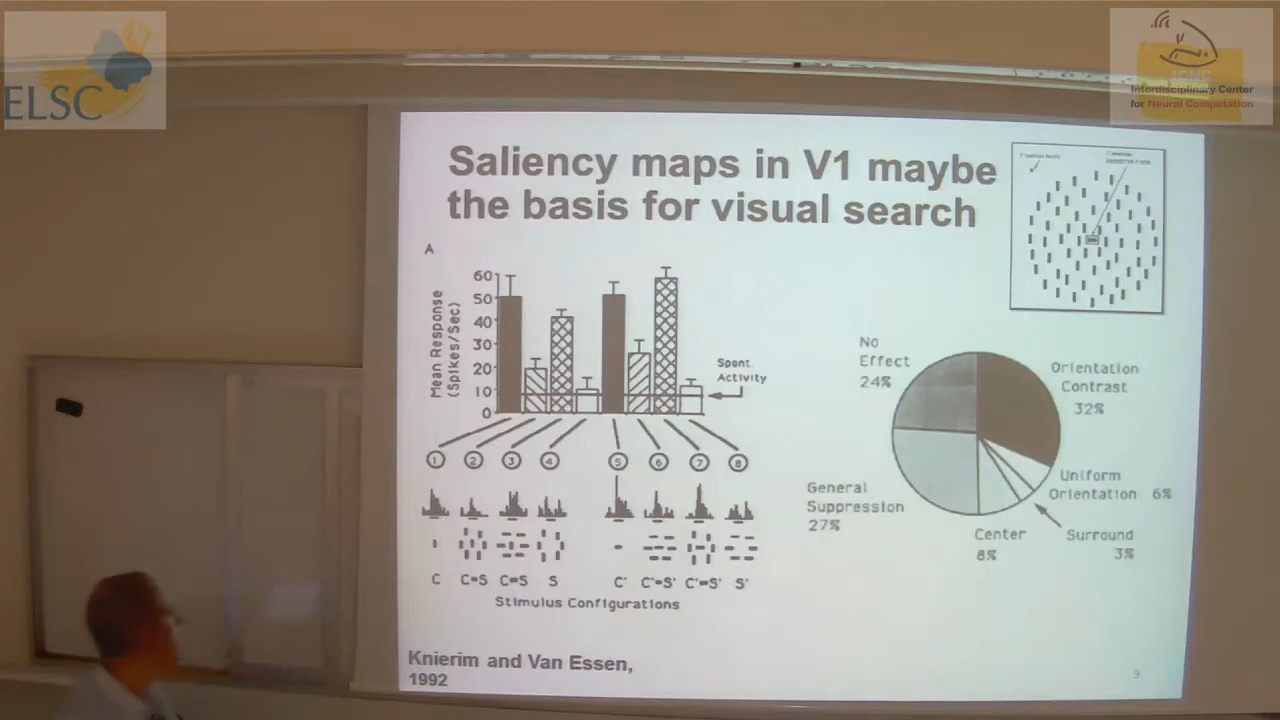 ELSC
ICNC
Interdisciplinary Center
for Neural Computation
Saliency maps in V1 maybe
the basis for visual search
A
Mean Response
(Spikes/Sec)
60
50
40
30
20
10
0
Spont.
Activity
1 2 3 4 5 6 7 8
C C=S C≠S S C' C'=S' C'≠S' S'
Stimulus Configurations
No
Effect
24%
Orientation
Contrast
32%
Uniform
Orientation 6%
Surround
3%
Center
8%
General
Suppression
27%
Knierim and Van Essen,
1992
9